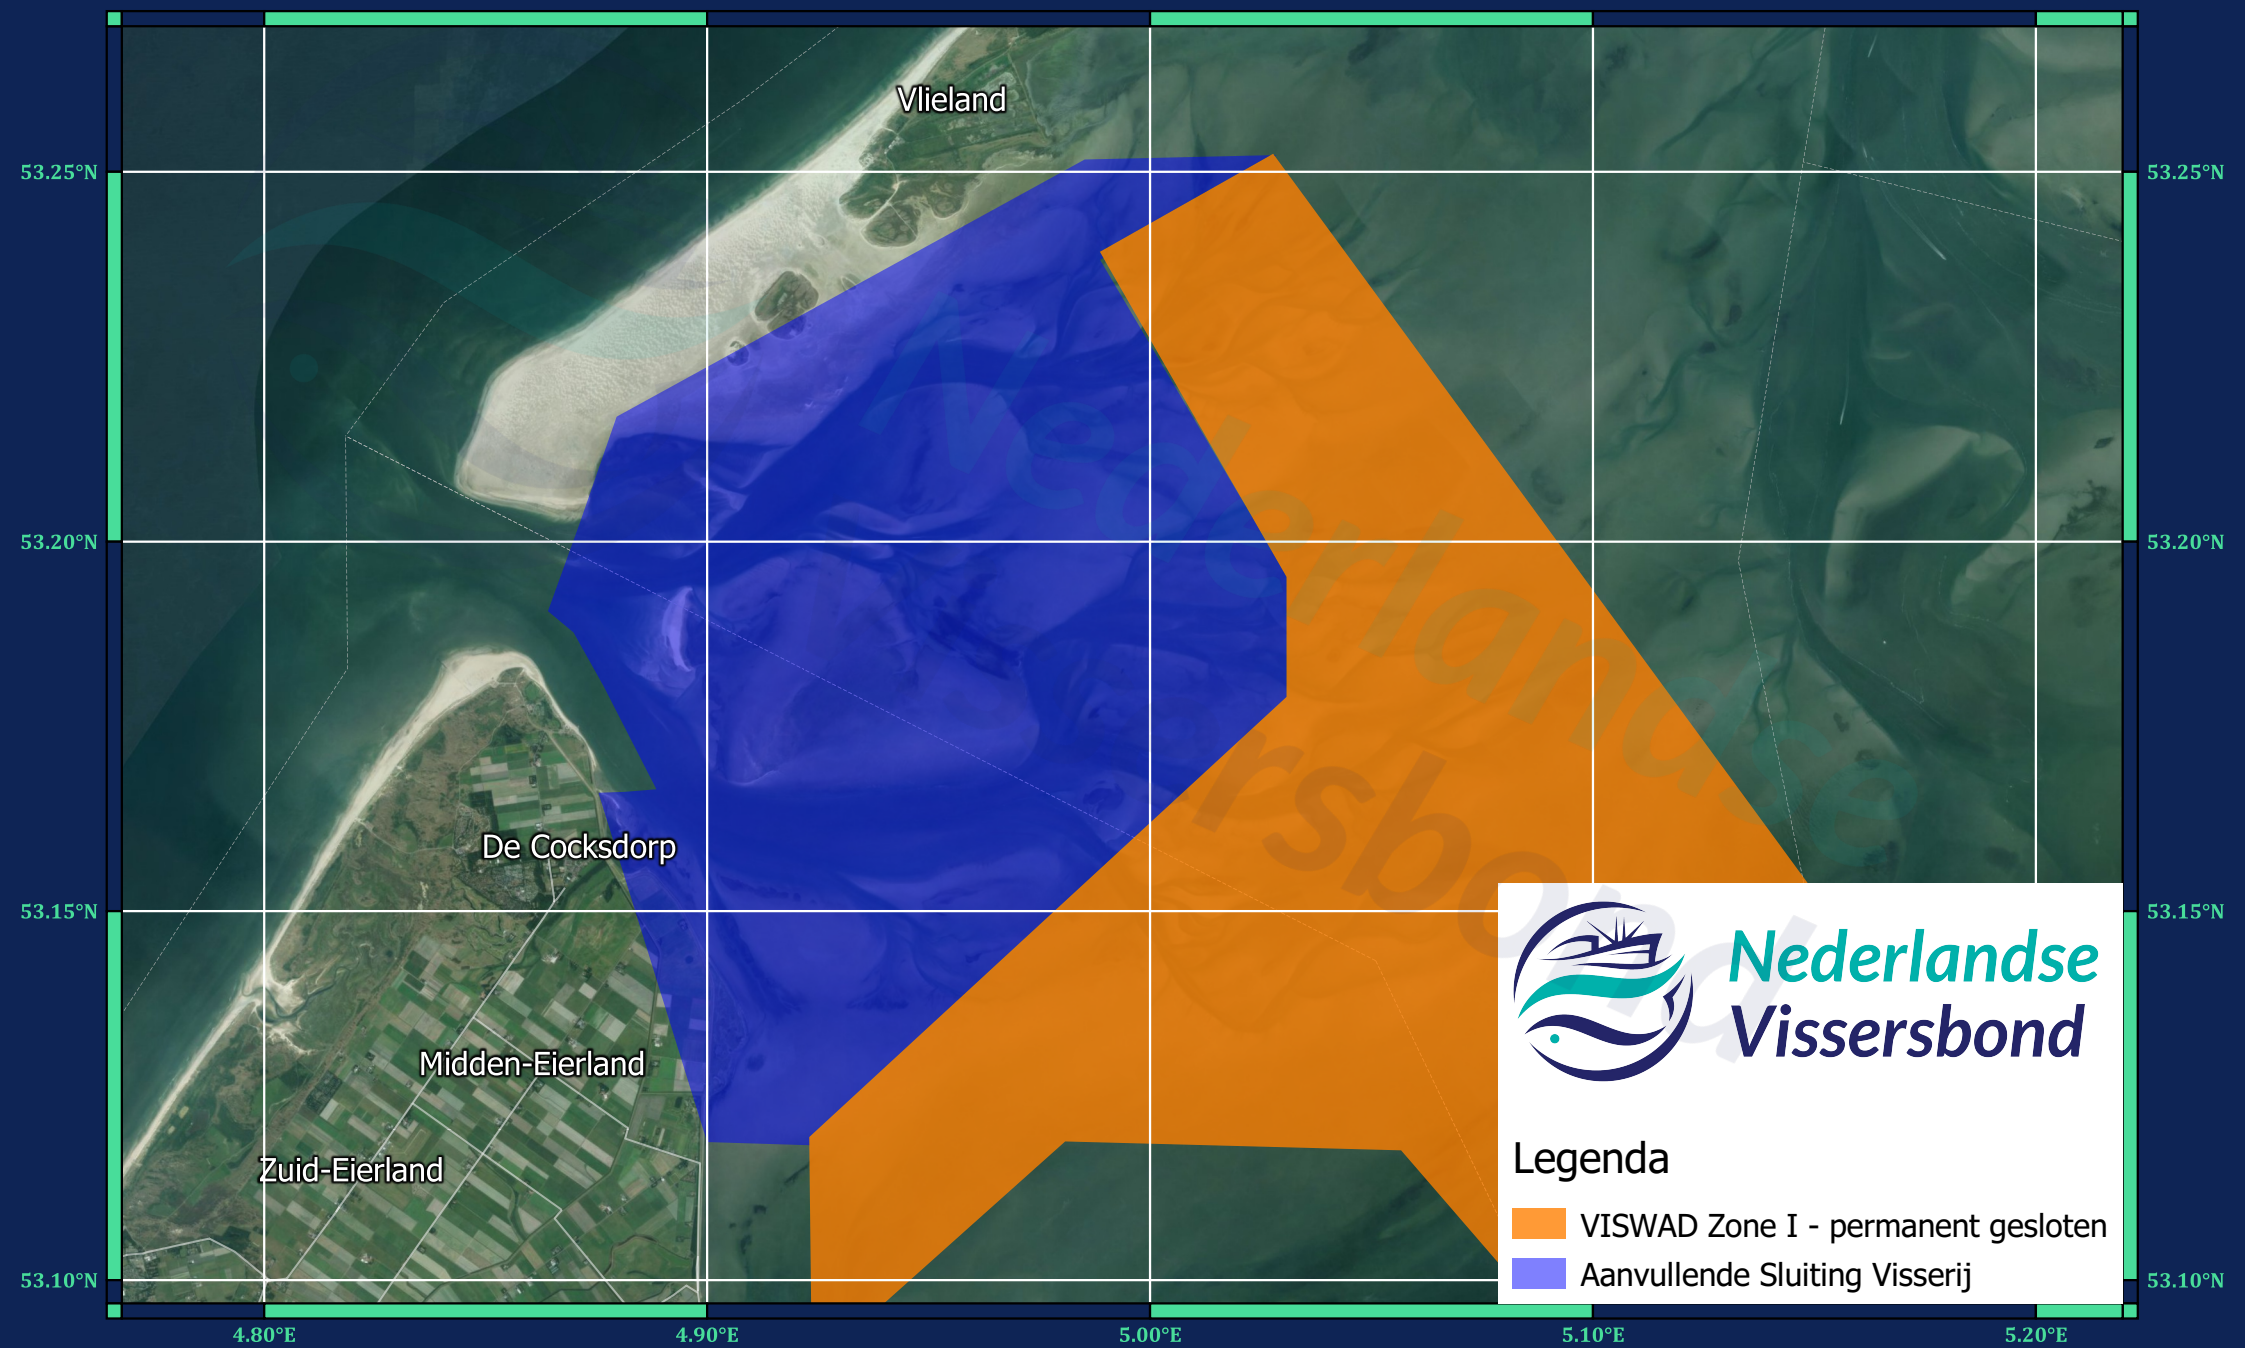 Vlieland
53.25°N
53.25°N
53.20°N
53.20°N
Nederlandse
rsbond
De Cocksdorp
53.15°N
53.15°N
Nederlandse
Vissersbond
Midden-Eierland
Zuid-Eierland
Legenda
VISWAD Zone I - permanent gesloten
Aanvullende Sluiting Visserij
53.10°N
53.10°N
4.80°E
4.90°E
5.00°E
5.10°E
5.20°E